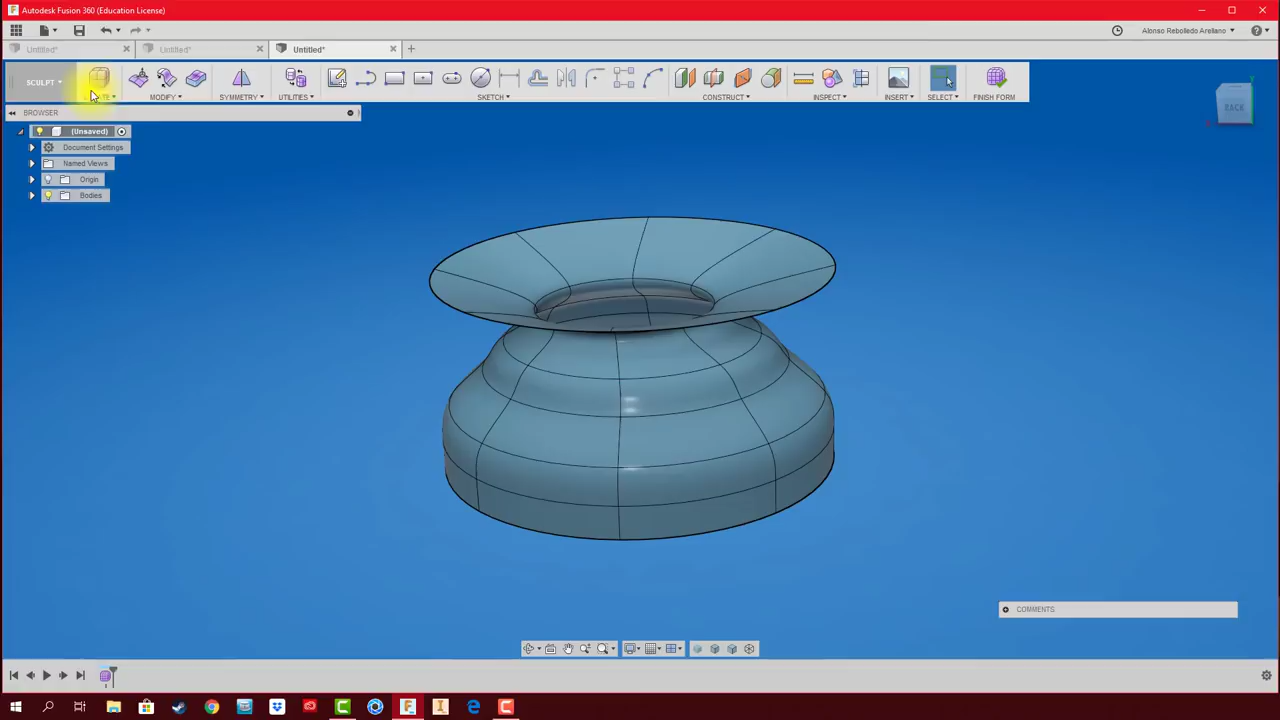 Autodesk Fusion 360 (Education License)
Alonso Rebolledo Arellano
Untitled*
Untitled*
Untitled*
SCULPT
MODIFY
SYMMETRY
UTILITIES
SKETCH
CONSTRUCT
INSPECT
INSERT
SELECT
FINISH FORM
BROWSER
(Unsaved)
Document Settings
Named Views
Origin
Bodies
BACK
COMMENTS